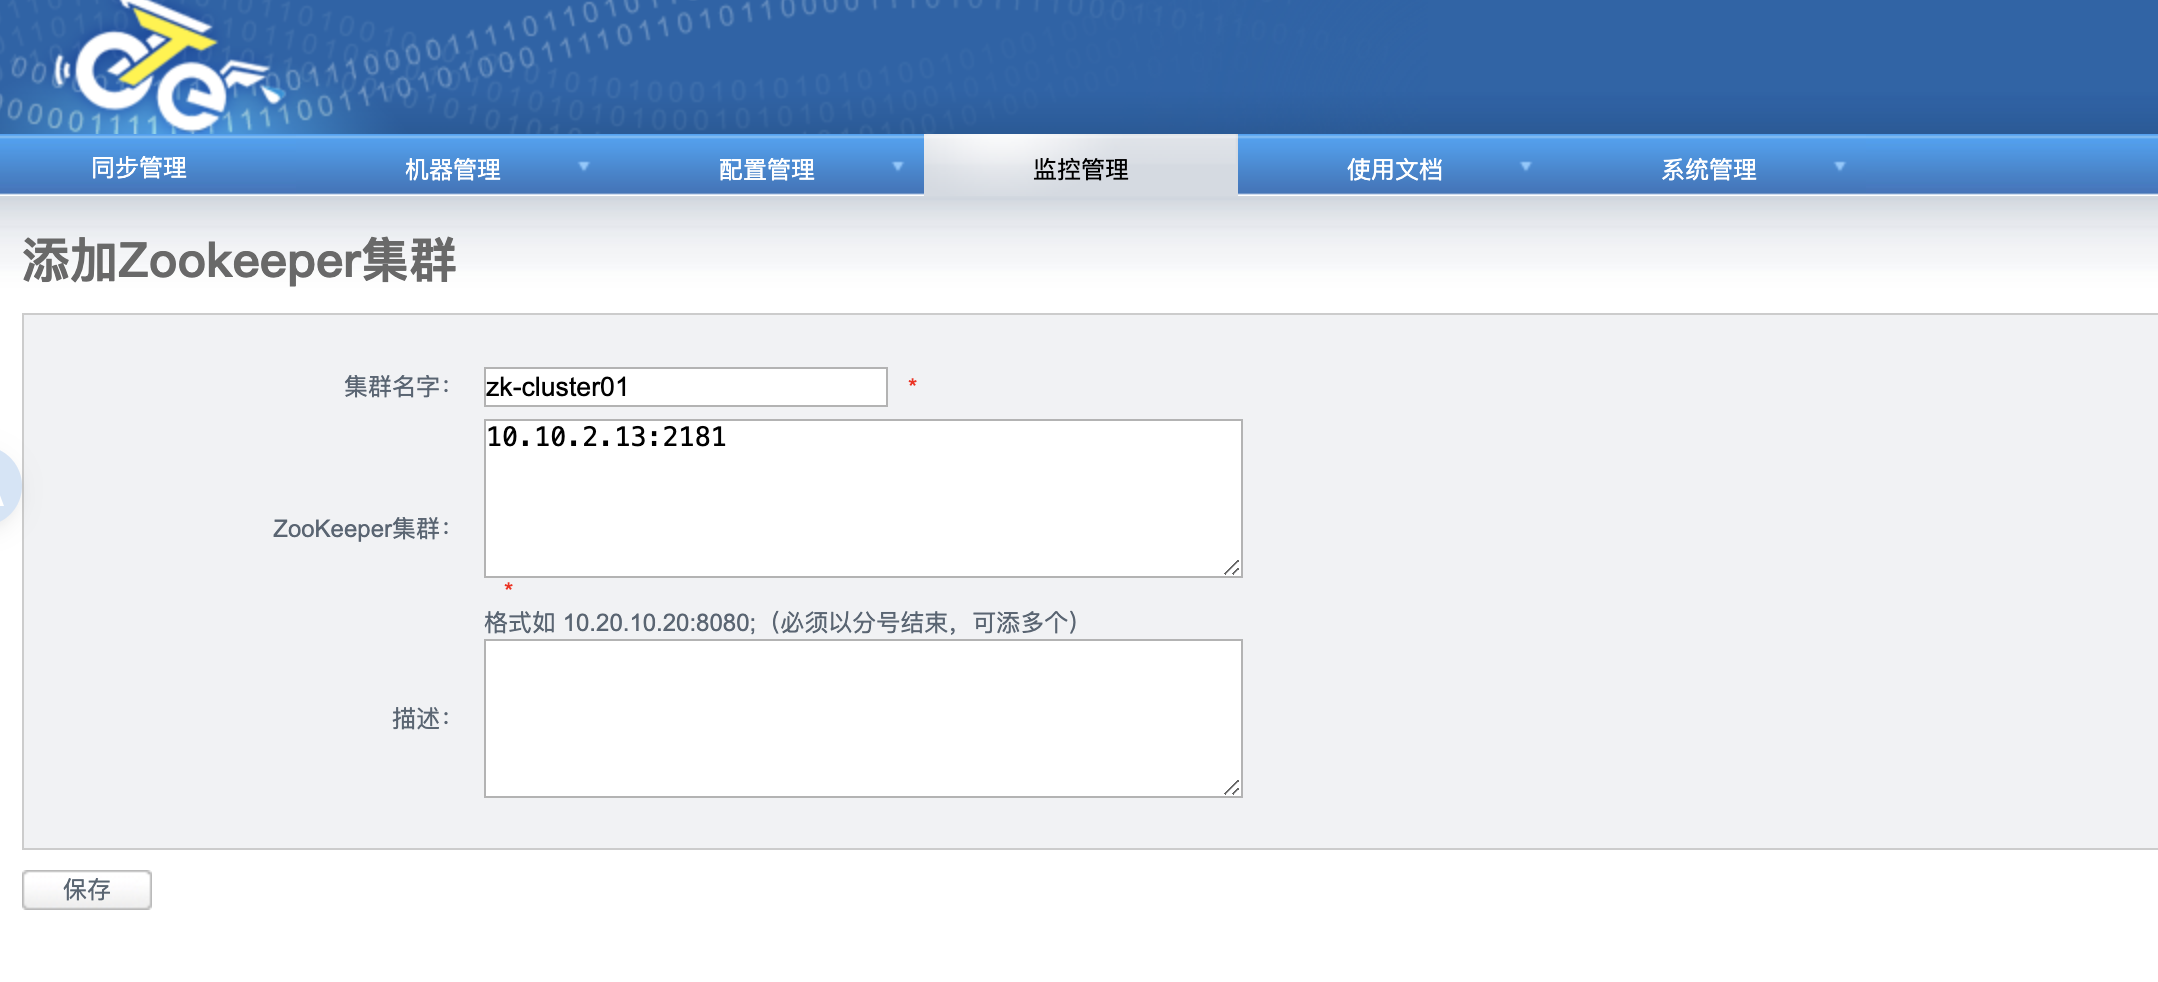 同步管理 机器管理 配置管理 监控管理 使用文档 系统管理
添加Zookeeper集群
集群名字： zk-cluster01 *
ZooKeeper集群： 10.10.2.13:2181
*
格式如 10.20.10.20:8080;（必须以分号结束，可添多个）
描述：
保存